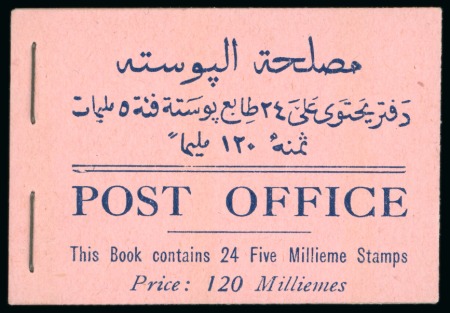 مصلحة البوسته
دفتر يحتوى على ٢٤ طابع بوستة فئة ٥ مليمات
ثمنه ١٢٠ مليماً
POST OFFICE
This Book contains 24 Five Millieme Stamps
Price: 120 Milliemes